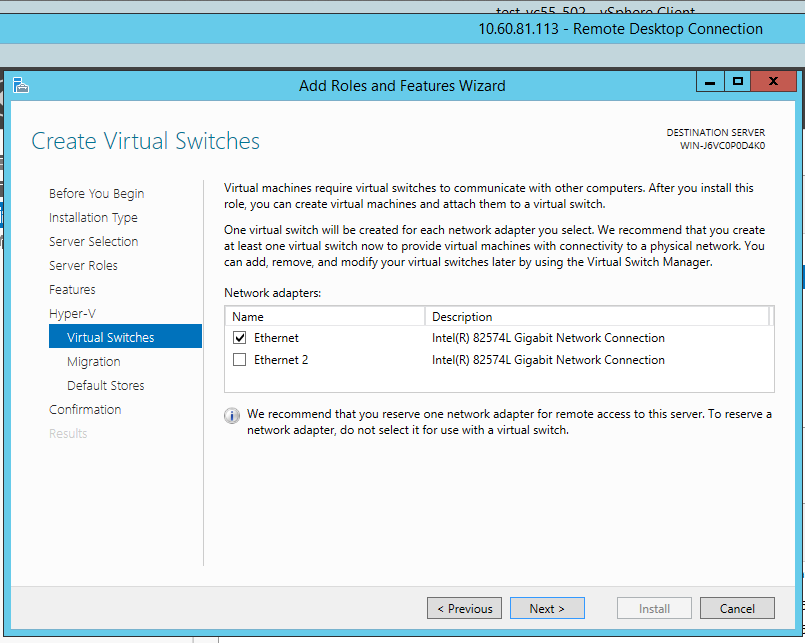 test-vc55-502 - vSphere Client
10.60.81.113 - Remote Desktop Connection
Add Roles and Features Wizard
Create Virtual Switches
DESTINATION SERVER
WIN-J6VC0P0D4K0
Before You Begin
Installation Type
Server Selection
Server Roles
Features
Hyper-V
Virtual Switches
Migration
Default Stores
Confirmation
Results
Virtual machines require virtual switches to communicate with other computers. After you install this
role, you can create virtual machines and attach them to a virtual switch.
One virtual switch will be created for each network adapter you select. We recommend that you create
at least one virtual switch now to provide virtual machines with connectivity to a physical network. You
can add, remove, and modify your virtual switches later by using the Virtual Switch Manager.
Network adapters:
Name Description
Ethernet Intel(R) 82574L Gigabit Network Connection
Ethernet 2 Intel(R) 82574L Gigabit Network Connection
We recommend that you reserve one network adapter for remote access to this server. To reserve a
network adapter, do not select it for use with a virtual switch.
< Previous Next > Install Cancel